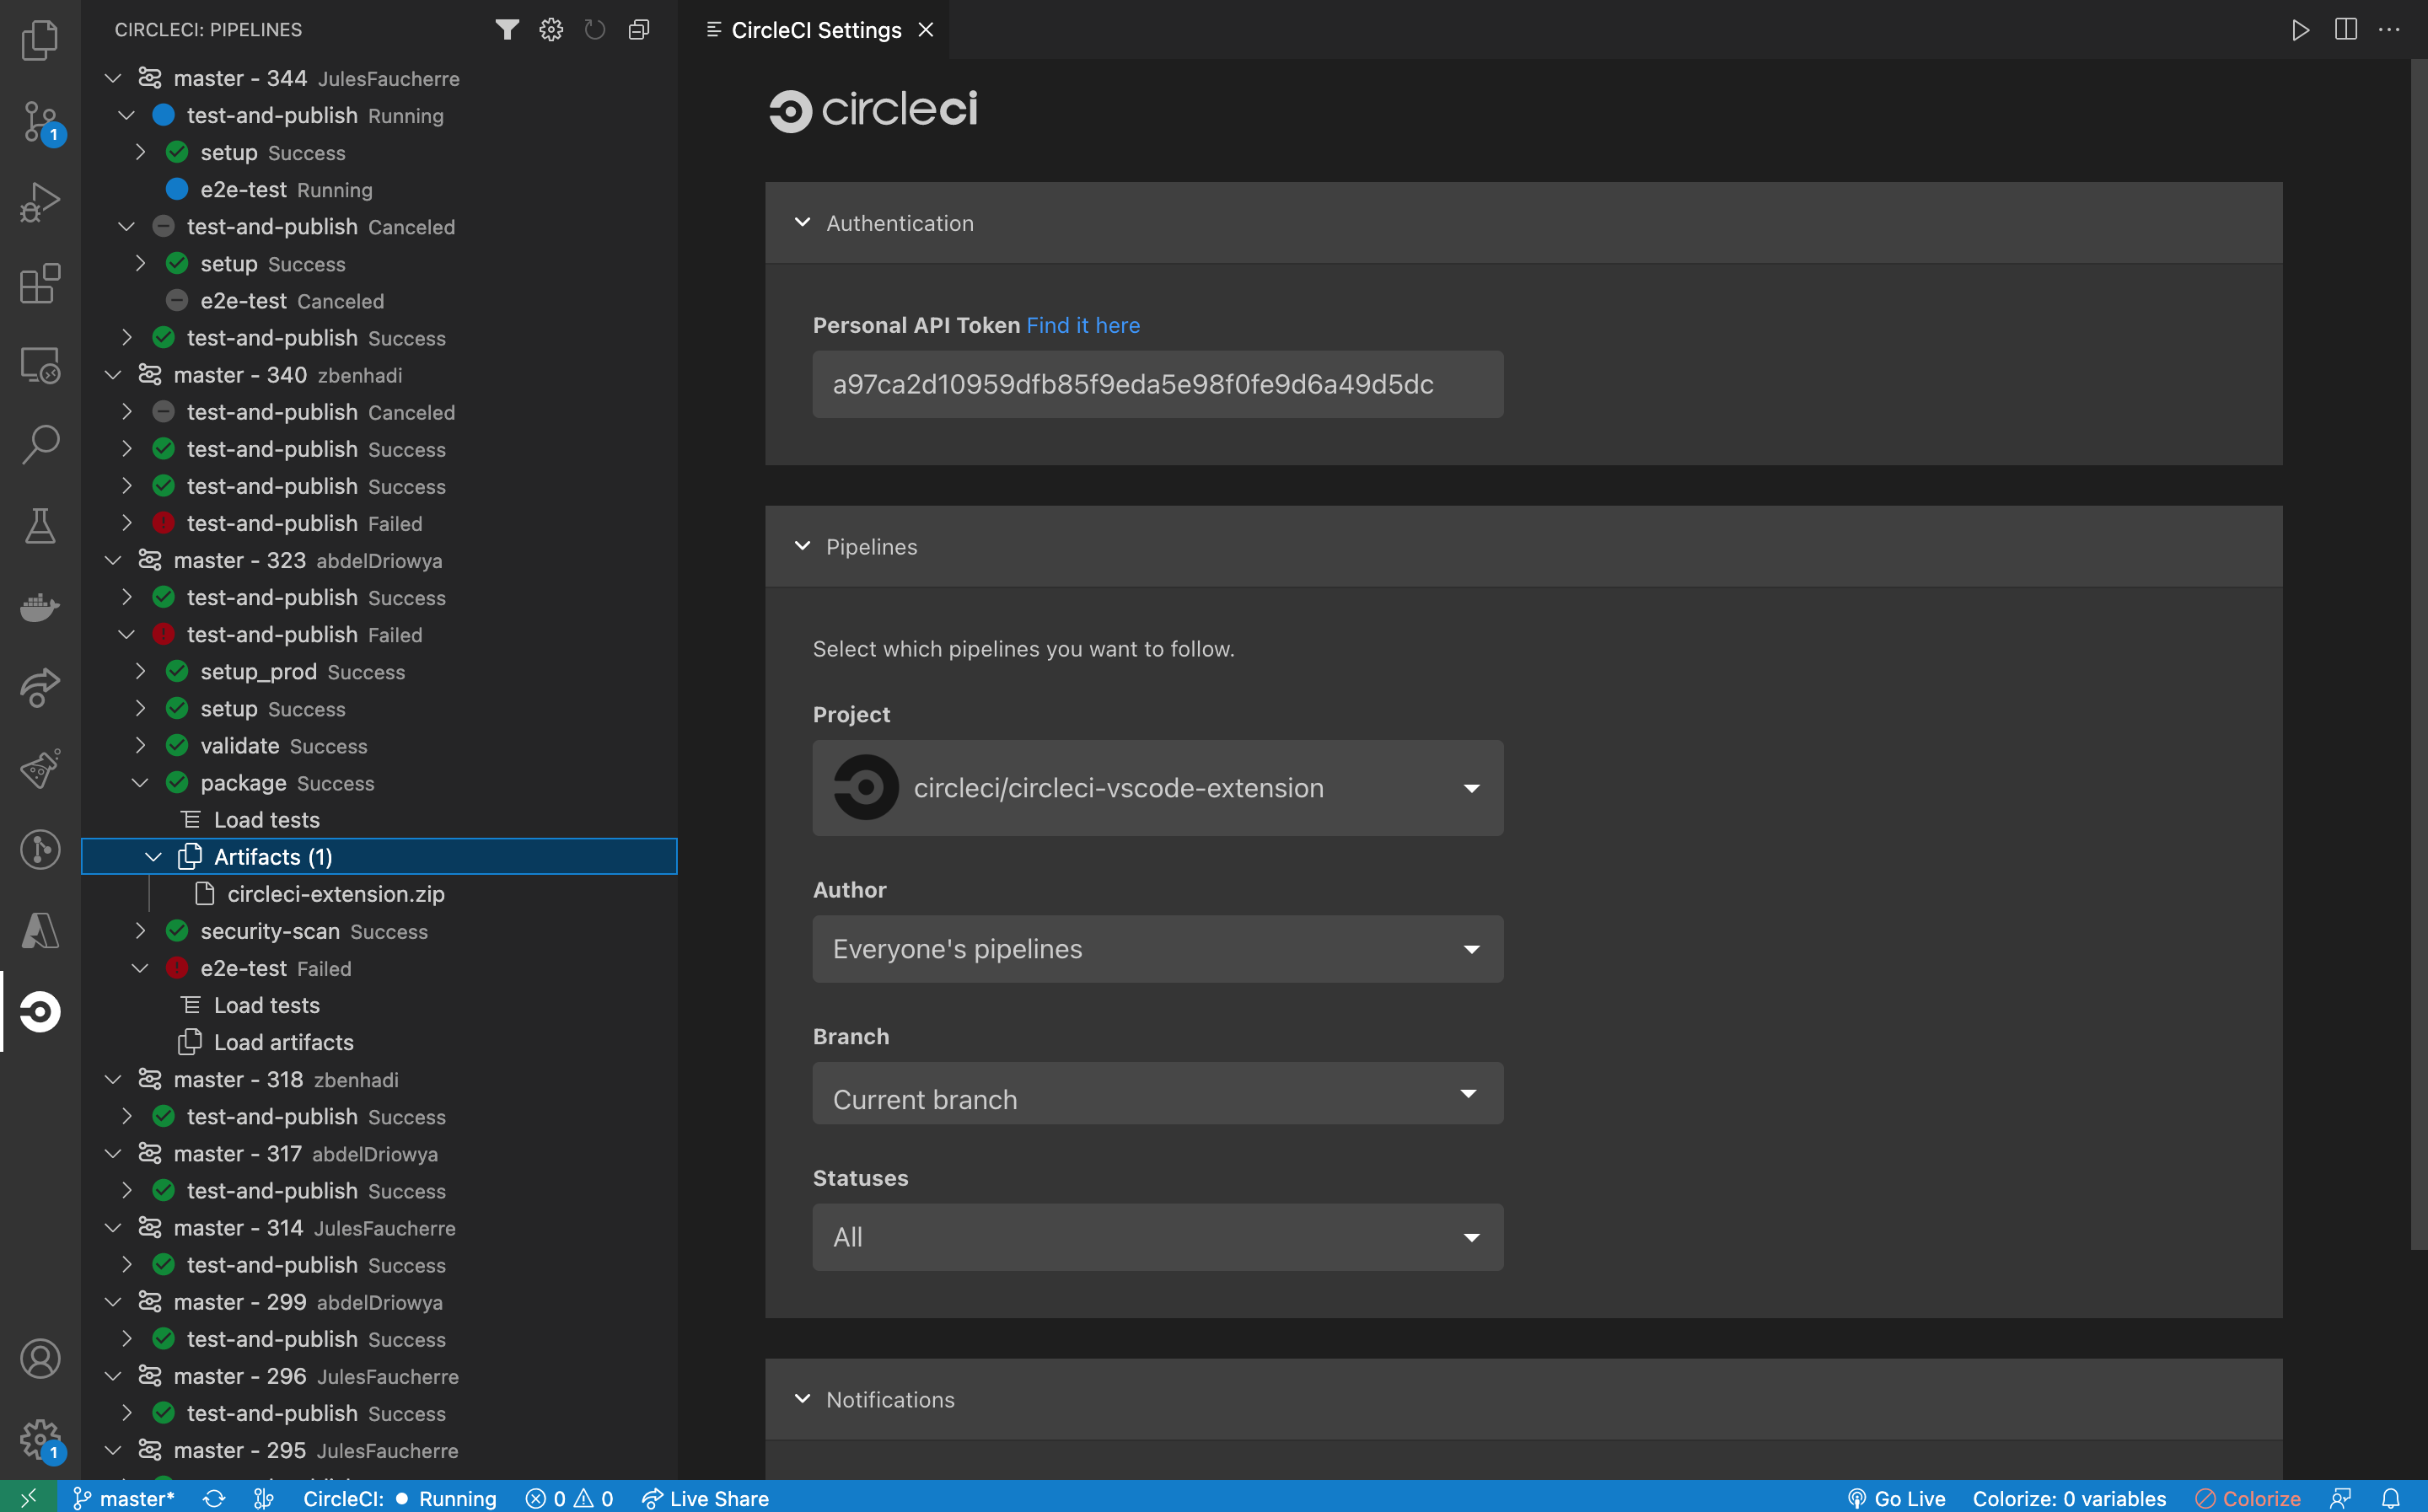 CIRCLECI: PIPELINES
master - 344 JulesFaucherre
test-and-publish Running
setup Success
e2e-test Running
test-and-publish Canceled
setup Success
e2e-test Canceled
test-and-publish Success
master - 340 zbenhadi
test-and-publish Canceled
test-and-publish Success
test-and-publish Success
test-and-publish Failed
master - 323 abdelDriowya
test-and-publish Success
test-and-publish Failed
setup_prod Success
setup Success
validate Success
package Success
Load tests
Artifacts (1)
circleci-extension.zip
security-scan Success
e2e-test Failed
Load tests
Load artifacts
master - 318 zbenhadi
test-and-publish Success
master - 317 abdelDriowya
test-and-publish Success
master - 314 JulesFaucherre
test-and-publish Success
master - 299 abdelDriowya
test-and-publish Success
master - 296 JulesFaucherre
test-and-publish Success
master - 295 JulesFaucherre
1
1
CircleCI Settings
circleci
Authentication
Personal API Token Find it here
a97ca2d10959dfb85f9eda5e98f0fe9d6a49d5dc
Pipelines
Select which pipelines you want to follow.
Project
circleci/circleci-vscode-extension
Author
Everyone's pipelines
Branch
Current branch
Statuses
All
Notifications
master* CircleCI: Running 0 0 Live Share Go Live Colorize: 0 variables Colorize